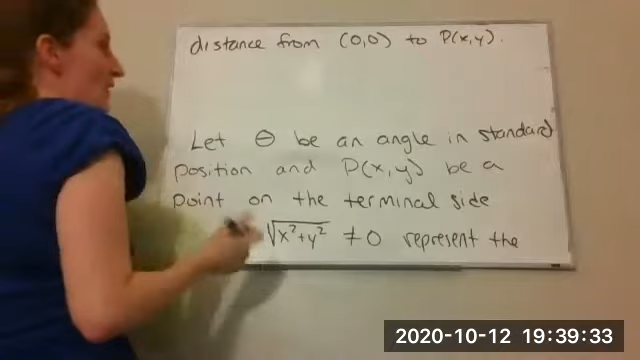 distance from (0,0) to P(x,y).
Let θ be an angle in standard
position and P(x,y) be a
point on the terminal side
√x²+y² ≠ 0 represent the
2020-10-12 19:39:33